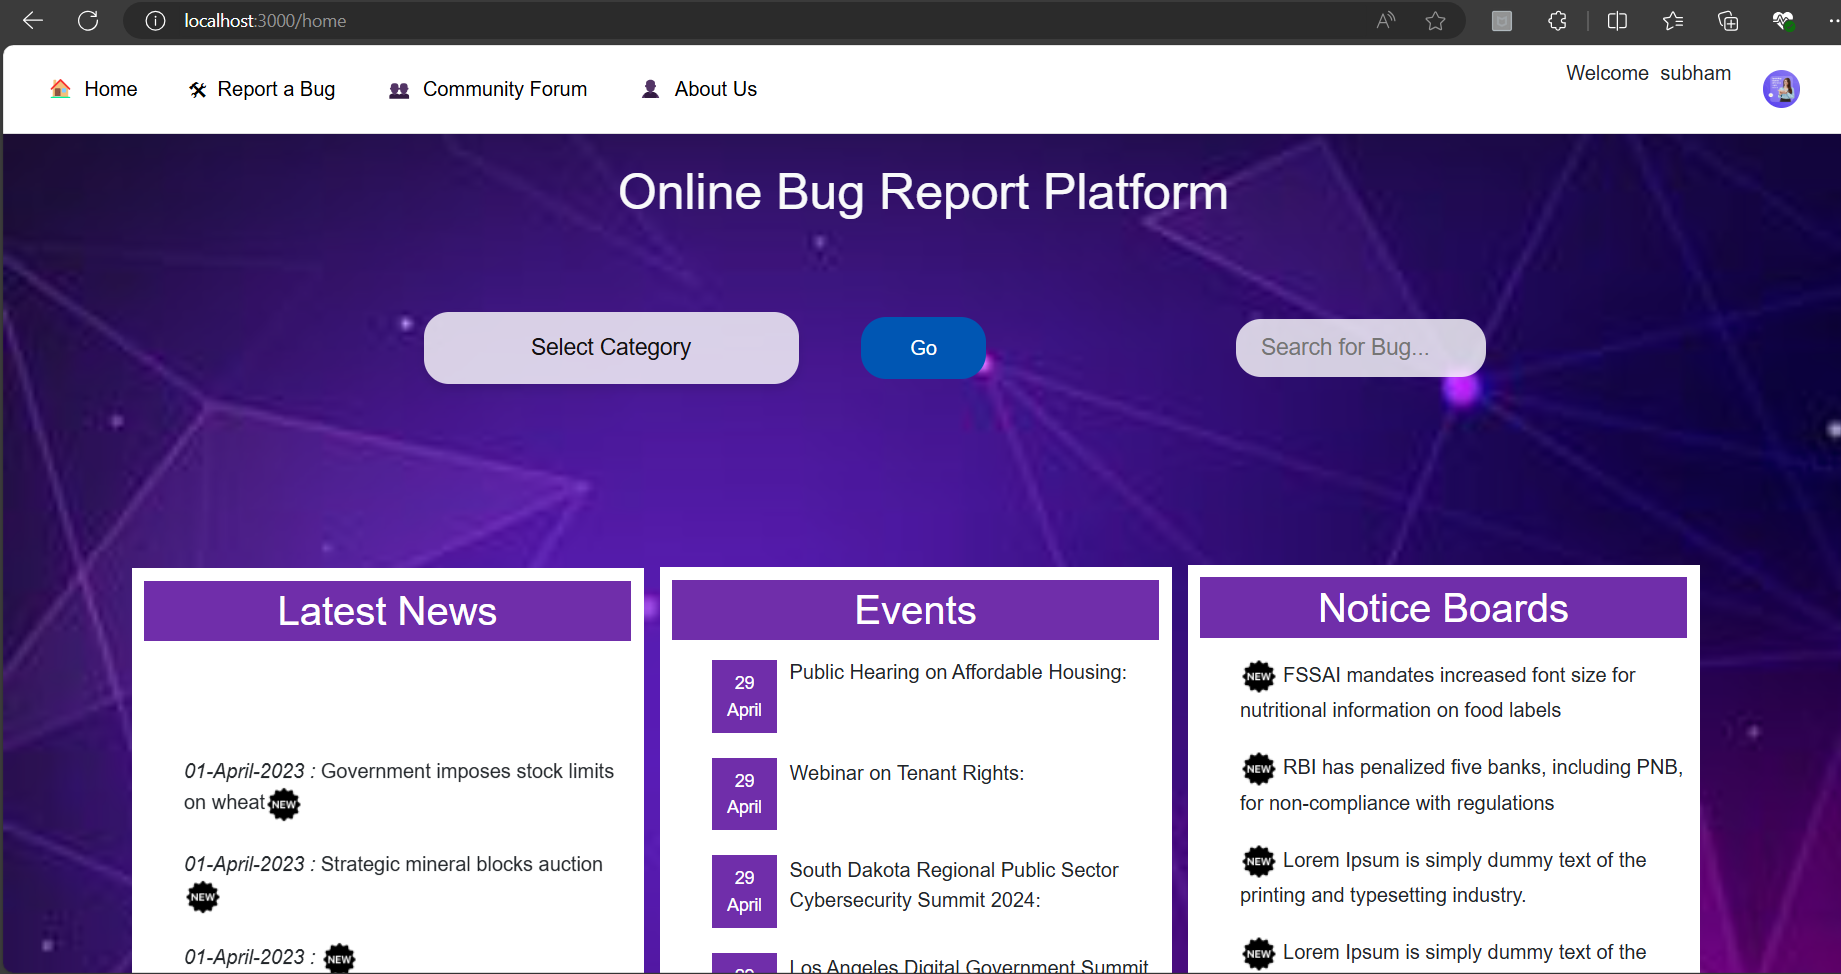 localhost:3000/home
Home
Report a Bug
Community Forum
About Us
Welcome subham
Online Bug Report Platform
Select Category
Go
Search for Bug...
Latest News
01-April-2023 : Government imposes stock limits
on wheat NEW
01-April-2023 : Strategic mineral blocks auction
NEW
01-April-2023 : NEW
Events
29
April
Public Hearing on Affordable Housing:
29
April
Webinar on Tenant Rights:
29
April
South Dakota Regional Public Sector
Cybersecurity Summit 2024:
29
Los Angeles Digital Government Summit
Notice Boards
NEW FSSAI mandates increased font size for
nutritional information on food labels
NEW RBI has penalized five banks, including PNB,
for non-compliance with regulations
NEW Lorem Ipsum is simply dummy text of the
printing and typesetting industry.
NEW Lorem Ipsum is simply dummy text of the